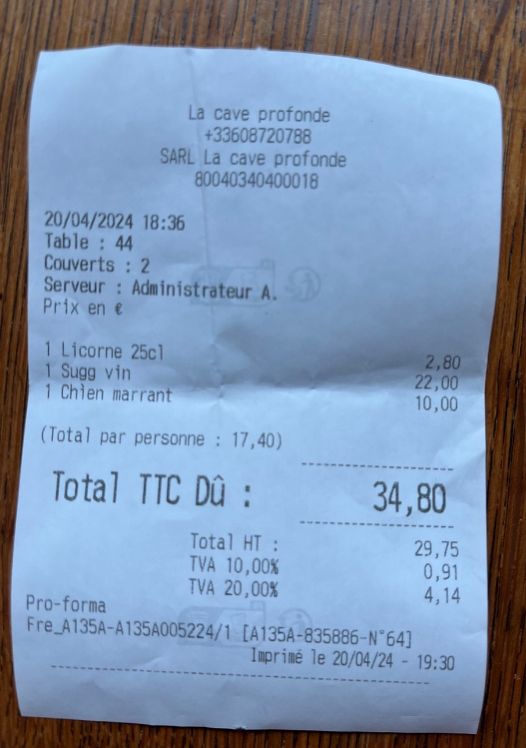 La cave profonde
+33608720788
SARL La cave profonde
80040340400018
20/04/2024 18:36
Table : 44
Couverts : 2
Serveur : Administrateur A.
Prix en €
1 Licorne 25cl 2,80
1 Sugg vin 22,00
1 Chien marrant 10,00
(Total par personne : 17,40)
Total TTC Dû : 34,80
Total HT : 29,75
TVA 10,00% 0,91
TVA 20,00% 4,14
Pro-forma
Fre_A135A-A135A005224/1 [A135A-835886-N°64]
Imprimé le 20/04/24 - 19:30